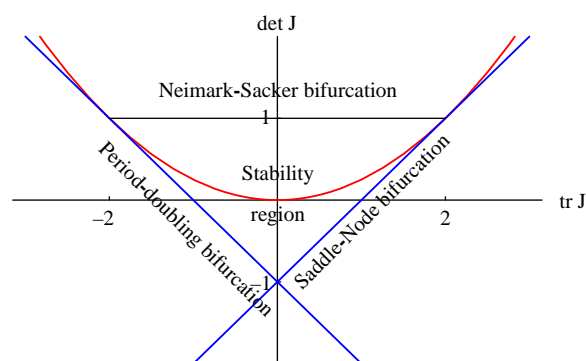 det J
Neimark-Sacker bifurcation
1
Stability
region
Period-doubling bifurcation
Saddle-Node bifurcation
–2
2
tr J
–1